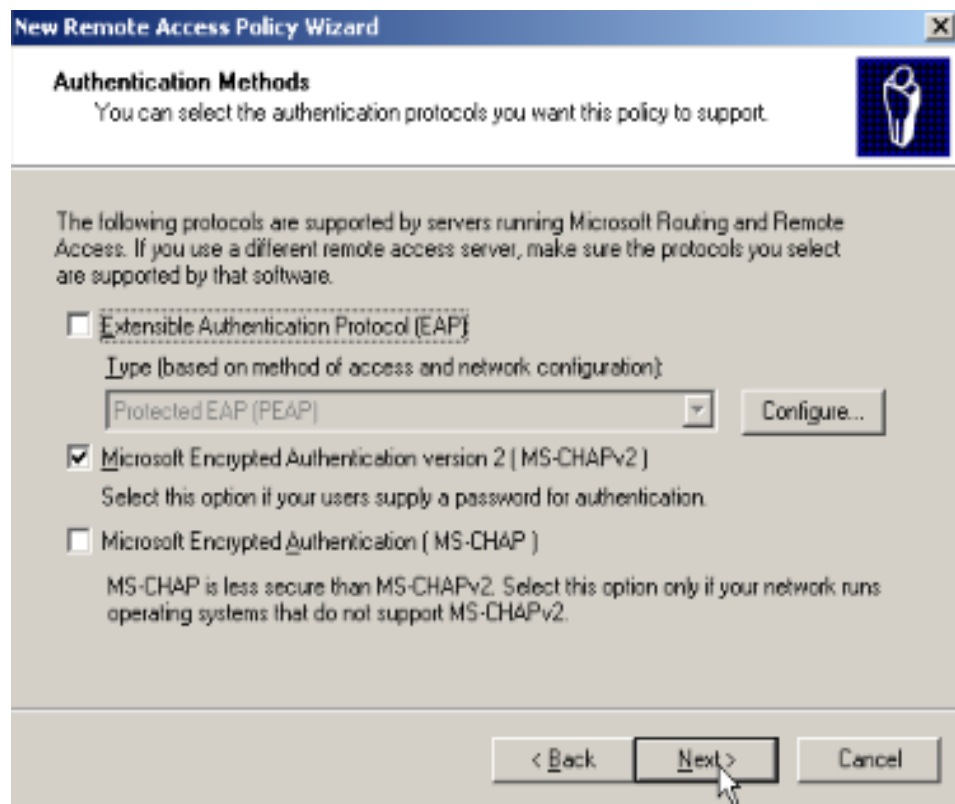 New Remote Access Policy Wizard
Authentication Methods
You can select the authentication protocols you want this policy to support.
The following protocols are supported by servers running Microsoft Routing and Remote
Access. If you use a different remote access server, make sure the protocols you select
are supported by that software.
Extensible Authentication Protocol (EAP)
Type (based on method of access and network configuration):
Protected EAP (PEAP)
Configure...
Microsoft Encrypted Authentication version 2 ( MS-CHAPv2 )
Select this option if your users supply a password for authentication.
Microsoft Encrypted Authentication ( MS-CHAP )
MS-CHAP is less secure than MS-CHAPv2. Select this option only if your network runs
operating systems that do not support MS-CHAPv2.
< Back Next > Cancel